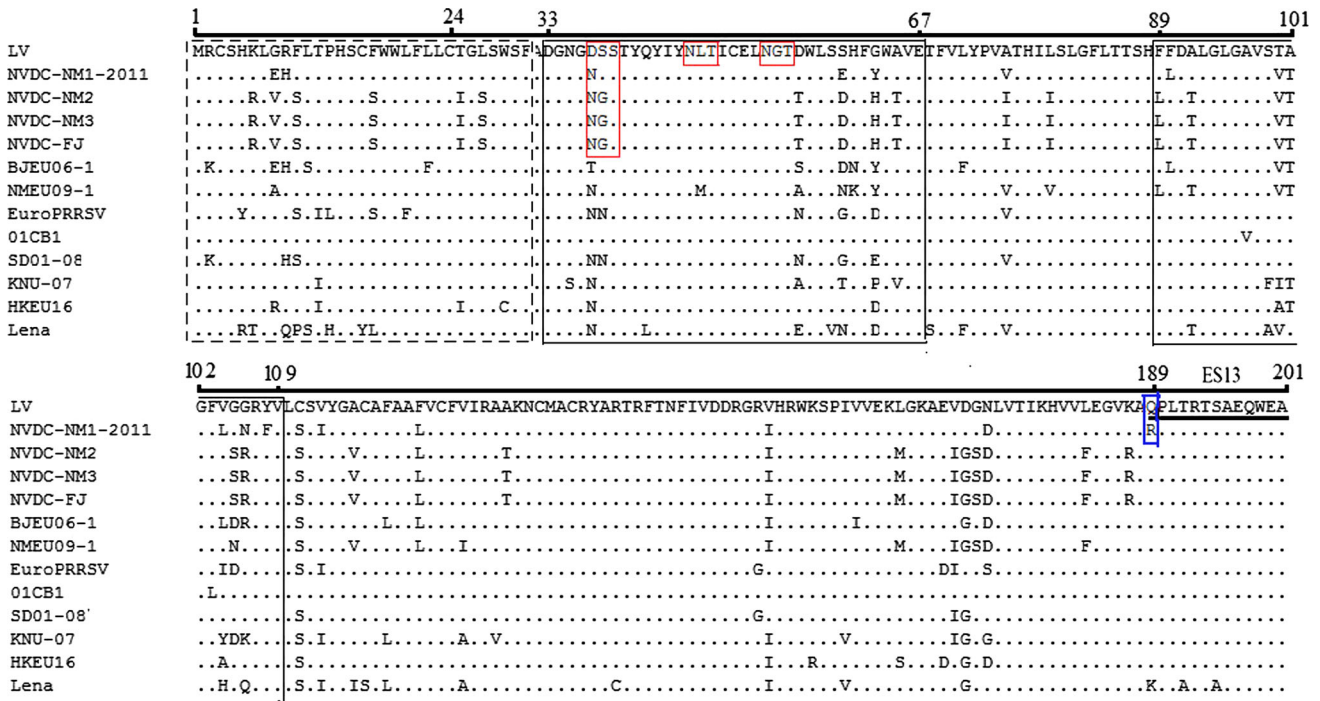 1 24 33 67 89 101
LV MRCSHKLGRFLTPHSCFWWLFLLCTGLSWSFADGNGDSSTYQYIYNLTICELNGTDWLSSHFGWAVETFVLYPVATHILSLGFLTTSHFFDALGLGAVSTA
NVDC-NM1-2011 .......EH...........................N......................E..Y...........V..............L.........VT
NVDC-NM2 .....R.V.S......S.......I.S.........NG.................T...D..H.T.........I...I.........L..T.......VT
NVDC-NM3 .....R.V.S......S.......I.S.........NG.................T...D..H.T.........I...I.........L..T.......VT
NVDC-FJ .....R.V.S......S.......I.S.........NG.................T...D..H.T.........I...I.........L..T.......VT
BJEU06-1 .K.....EH.S..........F..............T..................S...DN.Y.......F..................L.........VT
NMEU09-1 .......A............................N.........M........A...NK.Y...........V...V.........L..T.......VT
EuroPRRSV ....Y....S.IL...S..F................NN.................N...G..D...........V........................VT
01CB1 ................................................................................................V....
SD01-08 .K......HS..........................NN.................N...G..E...........V..........................
KNU-07 ...........I......................S.N..................A...T..P.V.................................FIT
HKEU16 .......R...I............I...C.......N.........................D....................................AT
Lena ....RT..QPS.H..YL...................N....L.............E..VN..D....S..F...V................T......AV.
102 109 189 ES13 201
LV GFVGGRYVLCSVYGACAFAAFVCFVIRAAKNCMACRYARTRFTNFIVDDRGRVHRWKSPIVVEKLGKAEVDGNLVTIKHVVLEGVKAQPLTRTSAEQWEA
NVDC-NM1-2011 ..L.N.F..S.I........L...............................I...................D..............R............
NVDC-NM2 ...SR....S....V.....L.......T.......................I...........M....IGSD........F...R..............
NVDC-NM3 ...SR....S....V.....L.......T.......................I...........M....IGSD........F...R..............
NVDC-FJ ...SR....S....V.....L.......T.......................I...........M....IGSD........F...R..............
BJEU06-1 ..LDR....S.......L..L...............................I.......I.........G.D...........................
NMEU09-1 ...N.....S....V.....L...I...........................I...........M....IGSD........F..................
EuroPRRSV ..ID.....S.I.......................................G................DI..S...........................
01CB1 .L..................................................................................................
SD01-08' .........S.........................................G.................IG.............................
KNU-07 ..YDK....S.I.....L......A..V........................I......V.........IG.G...........................
HKEU16 ..A......S..........................................I...R.......S...D.G.D...........................
Lena ..H.Q....S.I..IS.L......A.............C.............I......V..........G................K..A..A......